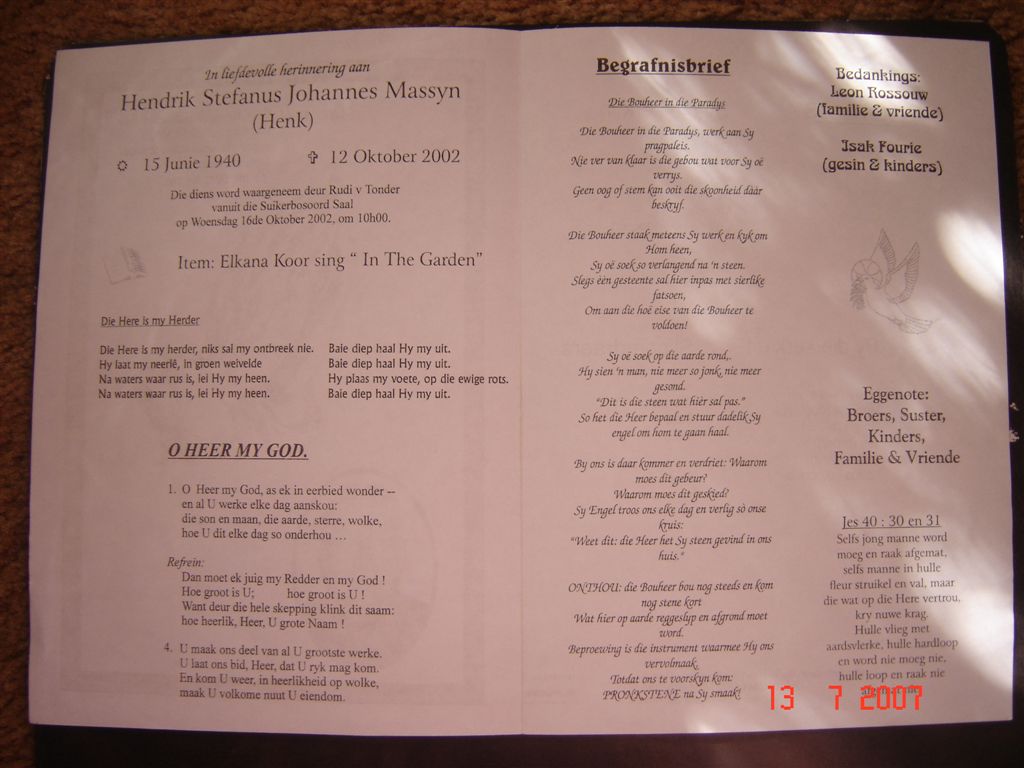 In liefdevolle herinnering aan
Hendrik Stefanus Johannes Massyn
(Henk)
15 Junie 1940
12 Oktober 2002
Die diens word waargeneem deur Rudi v Tonder
vanuit die Suikerbosoord Saal
op Woensdag 16de Oktober 2002, om 10h00.
Item: Elkana Koor sing “ In The Garden”
Die Here is my Herder
Die Here is my herder, niks sal my ontbreek nie.
Hy laat my neerlê, in groen weivelde
Na waters waar rus is, lei Hy my heen.
Na waters waar rus is, lei Hy my heen.
Baie diep haal Hy my uit.
Baie diep haal Hy my uit.
Hy plaas my voete, op die ewige rots.
Baie diep haal Hy my uit.
O HEER MY GOD.
1. O Heer my God, as ek in eerbied wonder --
en al U werke elke dag aanskou:
die son en maan, die aarde, sterre, wolke,
hoe U dit elke dag so onderhou …
Refrein:
Dan moet ek juig my Redder en my God !
Hoe groot is U; hoe groot is U !
Want deur die hele skepping klink dit saam:
hoe heerlik, Heer, U grote Naam !
4. U maak ons deel van al U grootste werke.
U laat ons bid, Heer, dat U ryk mag kom.
En kom U weer, in heerlikheid op wolke,
maak U volkome nuut U eiendom.
Begrafnisbrief
Die Bouheer in die Paradys
Die Bouheer in die Paradys, werk aan Sy
pragpaleis.
Nie ver van klaar is die gebou wat voor Sy oë
verrys.
Geen oog of stem kan ooit die skoonheid dáár
beskryf.
Die Bouheer staak meteens Sy werk en kyk om
Hom heen,
Sy oë soek so verlangend na 'n steen.
Slegs één gesteente sal hier inpas met sierlike
fatsoen,
Om aan die hoë eise van die Bouheer te
voldoen!
Sy oë soek op die aarde rond,.
Hy sien 'n man, nie meer so jonk, nie meer
gesond.
“Dit is die steen wat hiér sal pas.”
So het die Heer bepaal en stuur dadelik Sy
engel om hom te gaan haal.
By ons is daar kommer en verdriet: Waarom
moes dit gebeur?
Waarom moes dit geskied?
Sy Engel troos ons elke dag en verlig só onse
kruis:
“Weet dit: die Heer het Sy steen gevind in ons
huis.”
ONTHOU: die Bouheer bou nog steeds en kom
nog stene kort
Wat hier op aarde reggeslyp en afgrond moet
word.
Beproewing is die instrument waarmee Hy ons
vervolmaak,
Totdat ons te voorskyn kom:
PRONKSTENE na Sy smaak!
Bedankings:
Leon Rossouw
(familie & vriende)
Isak Fourie
(gesin & kinders)
Eggenote:
Broers, Suster,
Kinders,
Familie & Vriende
Jes 40 : 30 en 31
Selfs jong manne word
moeg en raak afgemat,
selfs manne in hulle
fleur struikel en val, maar
die wat op die Here vertrou,
kry nuwe krag.
Hulle vlieg met
aardsvlerke, hulle hardloop
en word nie moeg nie,
hulle loop en raak nie
13 7 2007